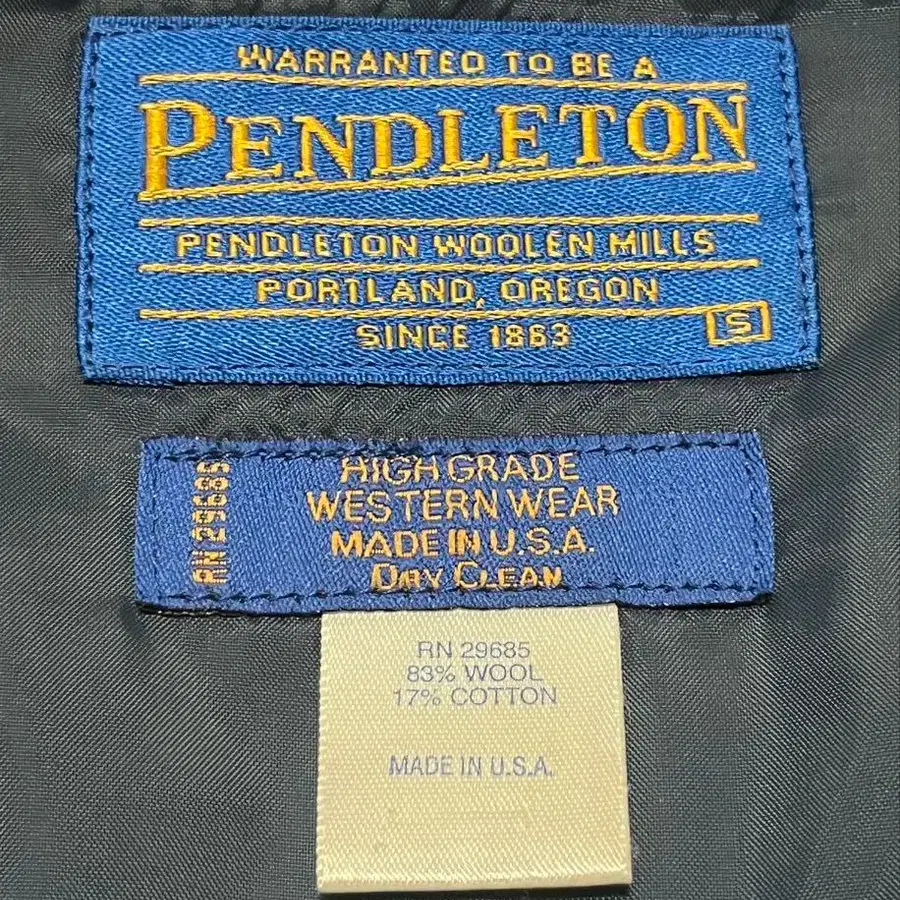 WARRANTED TO BE A
PENDLETON
PENDLETON WOOLEN MILLS
PORTLAND, OREGON
SINCE 1863
S
RN 29685
HIGH GRADE
WESTERN WEAR
MADE IN U.S.A.
DRY CLEAN
RN 29685
83% WOOL
17% COTTON
MADE IN U.S.A.